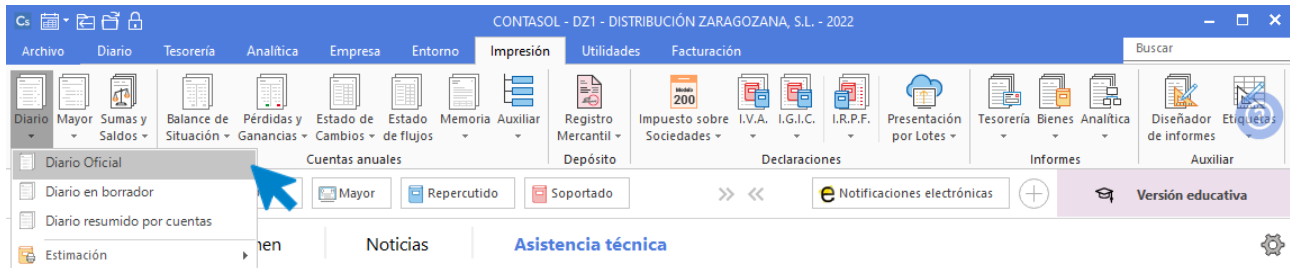 Cs CONTASOL - DZ1 - DISTRIBUCIÓN ZARAGOZANA, S.L. - 2022
Archivo Diario Tesorería Analítica Empresa Entorno Impresión Utilidades Facturación Buscar
Diario Mayor Sumas y Saldos Balance de Situación Pérdidas y Ganancias Estado de Cambios Estado de flujos Memoria Auxiliar Registro Mercantil Modelo 200 Impuesto sobre Sociedades I.V.A. I.G.I.C. I.R.P.F. Presentación por Lotes Tesorería Bienes Analítica Diseñador de informes Etiquetas
Cuentas anuales Depósito Declaraciones Informes Auxiliar
Diario Oficial
Diario en borrador Mayor Repercutido Soportado Notificaciones electrónicas Versión educativa
Diario resumido por cuentas
Estimación Noticias Asistencia técnica